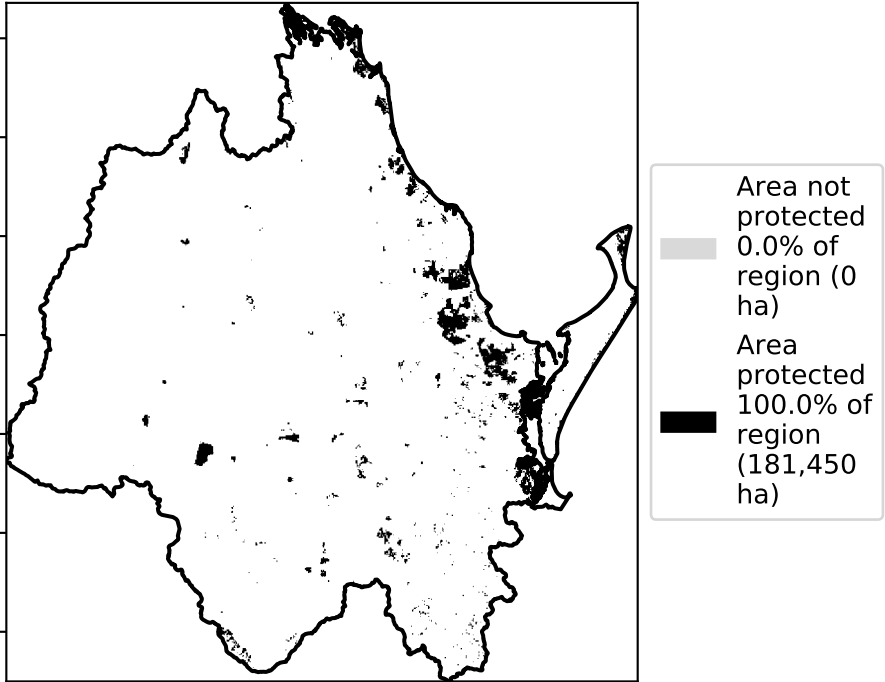 Area not
protected
0.0% of
region (0
ha)
Area
protected
100.0% of
region
(181,450
ha)